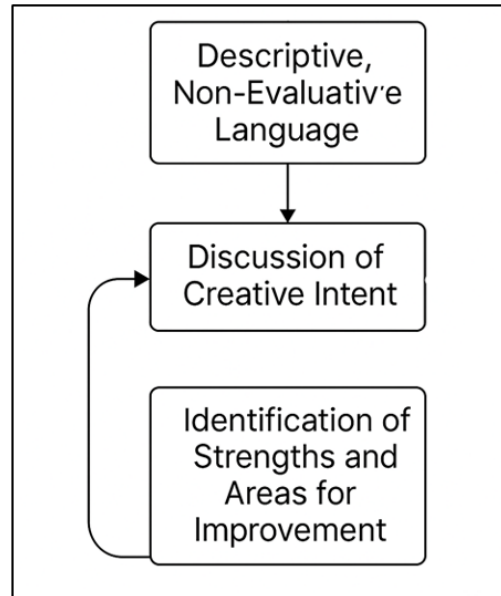 Descriptive,
Non-Evaluative
Language
Discussion of
Creative Intent
Identification of
Strengths and
Areas for
Improvement